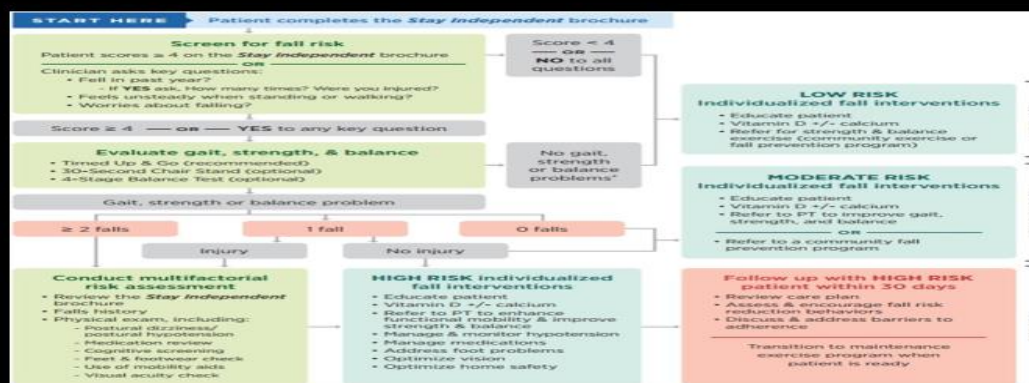 START HERE
Patient completes the Stay Independent brochure
Screen for fall risk
Patient scores ≥ 4 on the Stay Independent brochure
OR
Clinician asks key questions:
• Fell in past year?
- If YES ask, How many times? Were you injured?
• Feels unsteady when standing or walking?
• Worries about falling?
Score < 4
OR
NO to all
questions
Score ≥ 4 — OR — YES to any key question
Evaluate gait, strength, & balance
• Timed Up & Go (recommended)
• 30-Second Chair Stand (optional)
• 4-Stage Balance Test (optional)
No gait,
strength
or balance
problems*
LOW RISK
Individualized fall interventions
• Educate patient
• Vitamin D +/- calcium
• Refer for strength & balance
exercise (community exercise or
fall prevention program)
Gait, strength or balance problem
≥ 2 falls
1 fall
0 falls
Injury
No injury
MODERATE RISK
Individualized fall interventions
• Educate patient
• Vitamin D +/- calcium
• Refer to PT to improve gait,
strength, and balance
OR
• Refer to a community fall
prevention program
Conduct multifactorial
risk assessment
• Review the Stay Independent
brochure
• Falls history
• Physical exam, including:
- Postural dizziness/
postural hypotension
- Medication review
- Cognitive screening
- Feet & footwear check
- Use of mobility aids
- Visual acuity check
HIGH RISK individualized
fall interventions
• Educate patient
• Vitamin D +/- calcium
• Refer to PT to enhance
functional mobility & improve
strength & balance
• Manage & monitor hypotension
• Manage medications
• Address foot problems
• Optimize vision
• Optimize home safety
Follow up with HIGH RISK
patient within 30 days
• Review care plan
• Assess & encourage fall risk
reduction behaviors
• Discuss & address barriers to
adherence
Transition to maintenance
exercise program when
patient is ready